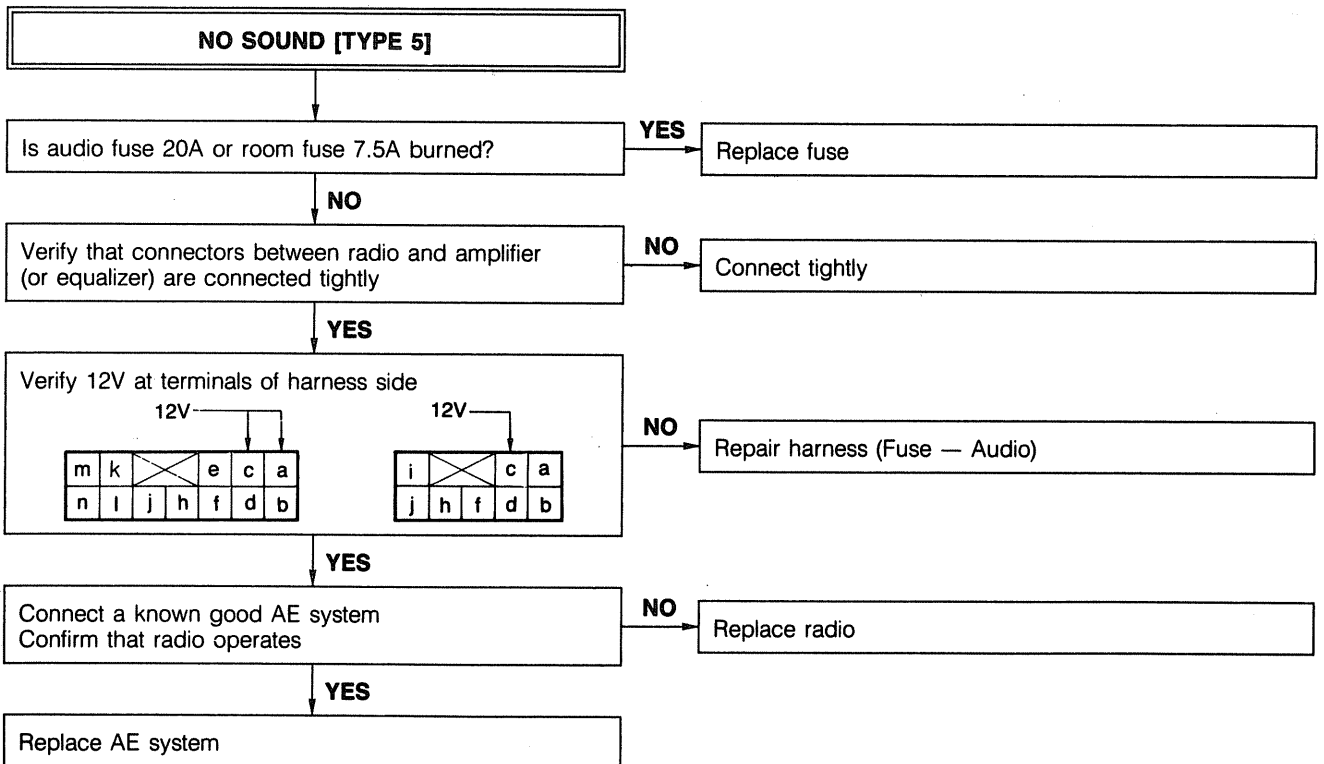 NO SOUND [TYPE 5]
Is audio fuse 20A or room fuse 7.5A burned?
YES
Replace fuse
NO
Verify that connectors between radio and amplifier
(or equalizer) are connected tightly
NO
Connect tightly
YES
Verify 12V at terminals of harness side
12V
12V
m k e c a
n l j h f d b
i c a
j h f d b
NO
Repair harness (Fuse — Audio)
YES
Connect a known good AE system
Confirm that radio operates
NO
Replace radio
YES
Replace AE system